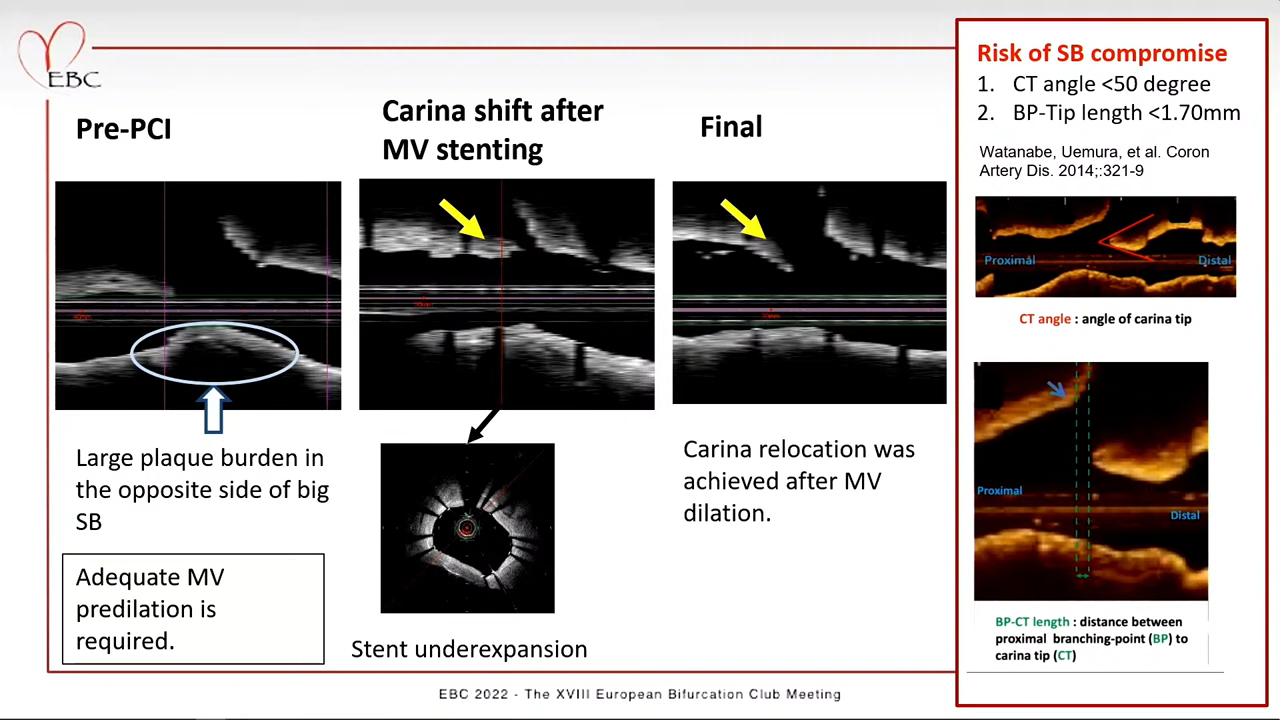 EBC
Pre-PCI
Carina shift after
MV stenting
Final
Large plaque burden in
the opposite side of big
SB
Adequate MV
predilation is
required.
Stent underexpansion
Carina relocation was
achieved after MV
dilation.
Risk of SB compromise
1. CT angle <50 degree
2. BP-Tip length <1.70mm
Watanabe, Uemura, et al. Coron
Artery Dis. 2014;:321-9
Proximal
Distal
CT angle : angle of carina tip
Proximal
Distal
BP-CT length : distance between
proximal branching-point (BP) to
carina tip (CT)
EBC 2022 - The XVIII European Bifurcation Club Meeting